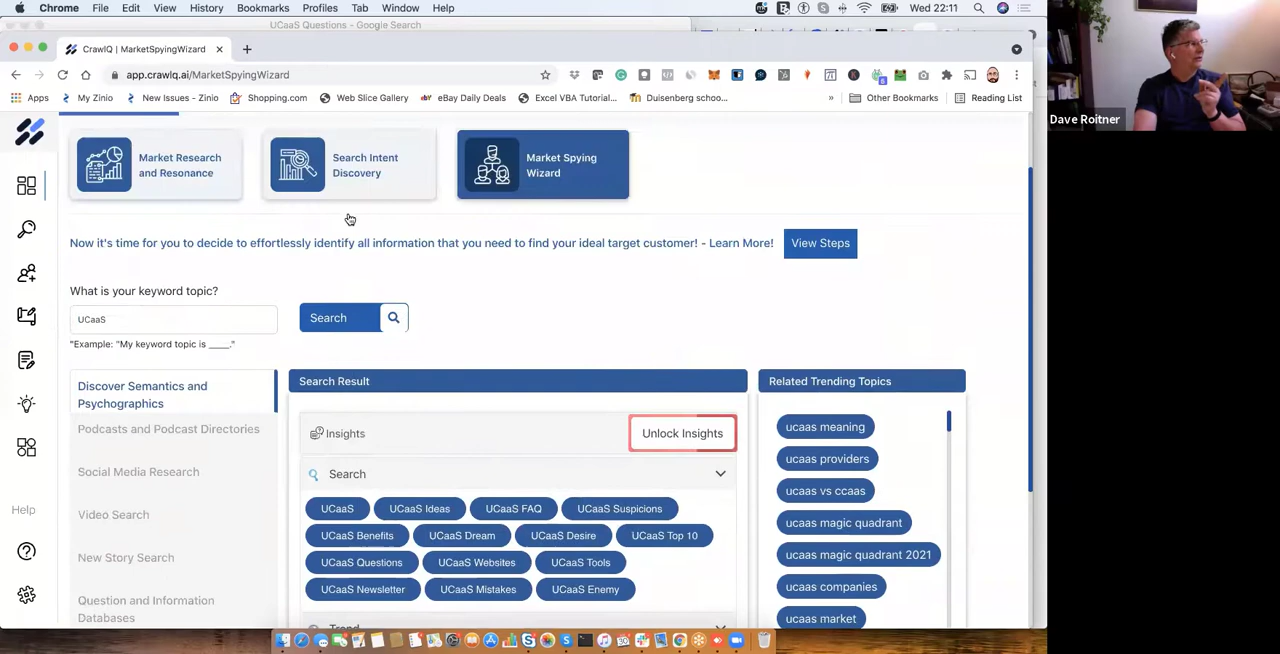 Chrome File Edit View History Bookmarks Profiles Tab Window Help Wed 22:11
UCaaS Questions - Google Search
CrawlQ | MarketSpyingWizard
app.crawlq.ai/MarketSpyingWizard
Apps My Zinio New Issues - Zinio Shopping.com Web Slice Gallery eBay Daily Deals Excel VBA Tutorial... Duisenberg schoo... » Other Bookmarks Reading List
Dave Roitner
Market Research
and Resonance
Search Intent
Discovery
Market Spying
Wizard
Now it's time for you to decide to effortlessly identify all information that you need to find your ideal target customer! - Learn More!
View Steps
What is your keyword topic?
UCaaS
Search
"Example: "My keyword topic is ____."
Discover Semantics and
Psychographics
Podcasts and Podcast Directories
Social Media Research
Video Search
New Story Search
Question and Information
Databases
Help
Search Result
Insights
Unlock Insights
Search
UCaaS UCaaS Ideas UCaaS FAQ UCaaS Suspicions
UCaaS Benefits UCaaS Dream UCaaS Desire UCaaS Top 10
UCaaS Questions UCaaS Websites UCaaS Tools
UCaaS Newsletter UCaaS Mistakes UCaaS Enemy
Trend
Related Trending Topics
ucaas meaning
ucaas providers
ucaas vs ccaas
ucaas magic quadrant
ucaas magic quadrant 2021
ucaas companies
ucaas market